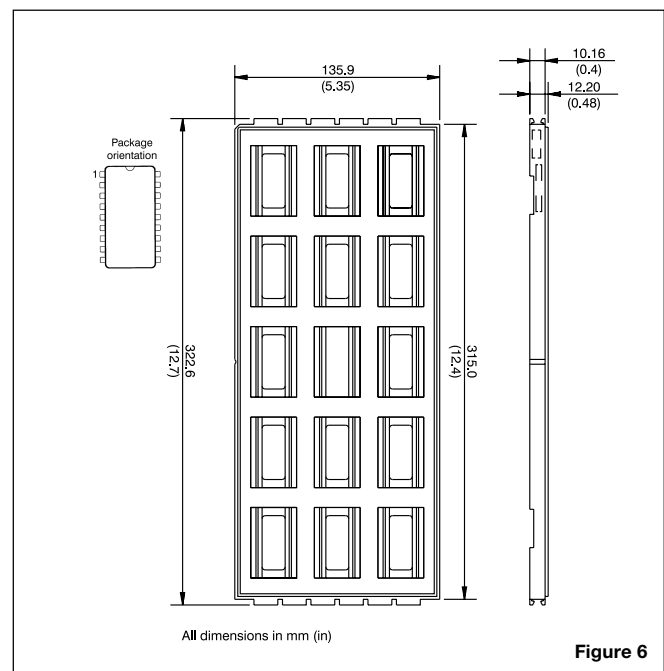 10.16
(0.4)
135.9
(5.35)
12.20
(0.48)
Package
orientation
1
322.6
(12.7)
315.0
(12.4)
All dimensions in mm (in)
Figure 6